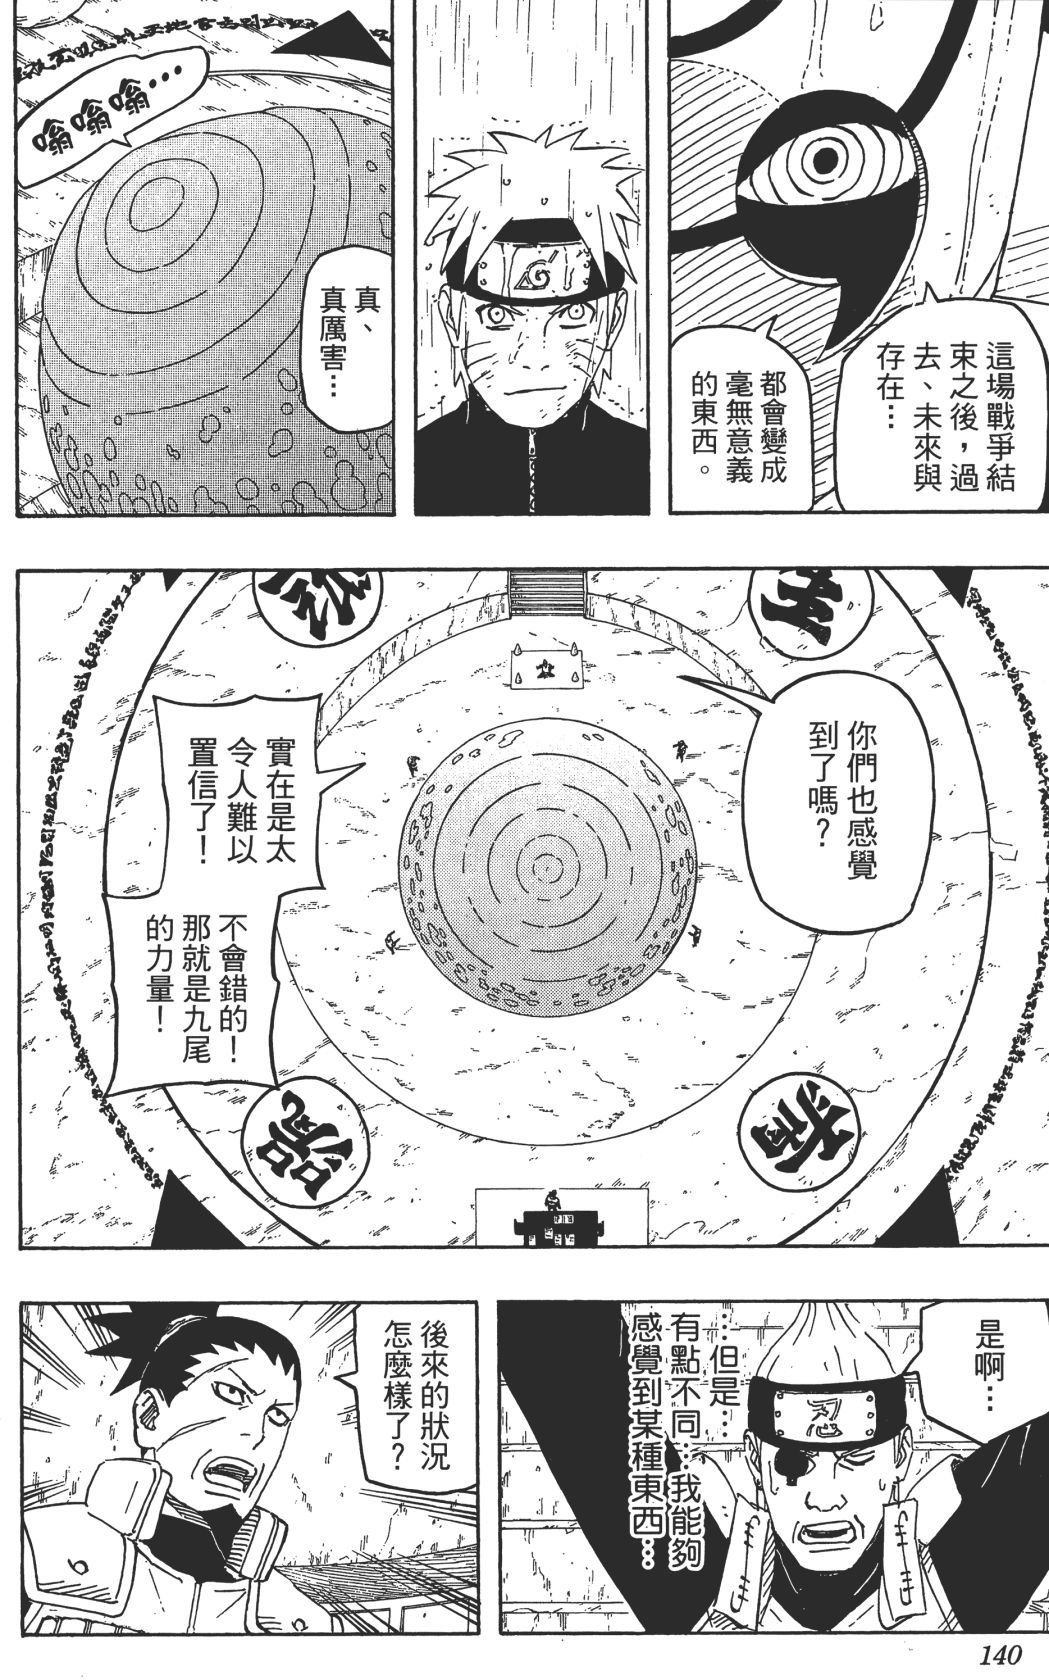 這場戰爭結
束之後，過
去、未來與
存在…
都會變成
毫無意義
的東西。
嗡嗡嗡…
真、
真厲害…
你們也感覺
到了嗎？
實在是太
令人難以
置信了！
不會錯的！
那就是九尾
的力量！
是啊…
忍
…但是…
有點不同…我能夠
感覺到某種東西…
後來的狀況
怎麼樣了？
140